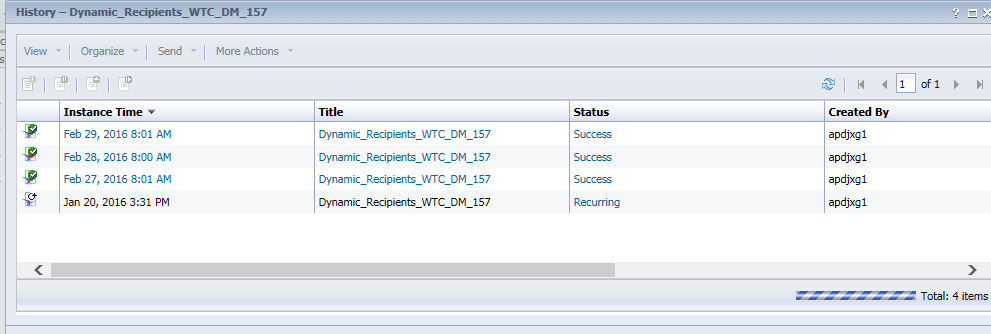 History – Dynamic_Recipients_WTC_DM_157 ?
View Organize Send More Actions
1 of 1
Instance Time Title Status Created By
Feb 29, 2016 8:01 AM Dynamic_Recipients_WTC_DM_157 Success apdjxg1
Feb 28, 2016 8:00 AM Dynamic_Recipients_WTC_DM_157 Success apdjxg1
Feb 27, 2016 8:01 AM Dynamic_Recipients_WTC_DM_157 Success apdjxg1
Jan 20, 2016 3:31 PM Dynamic_Recipients_WTC_DM_157 Recurring apdjxg1
Total: 4 items